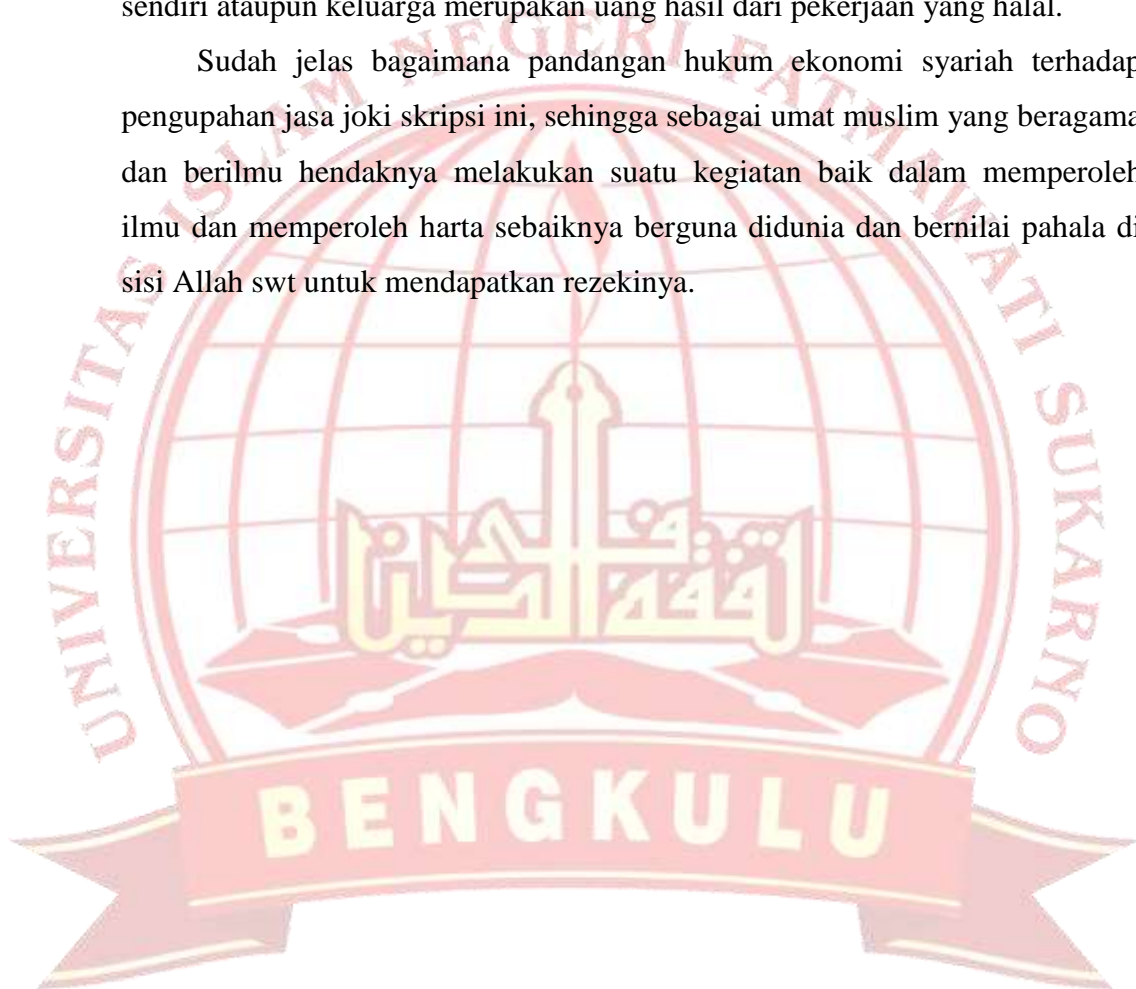 sendiri ataupun keluarga merupakan uang hasil dari pekerjaan yang halal.
Sudah jelas bagaimana pandangan hukum ekonomi syariah terhadap
pengupahan jasa joki skripsi ini, sehingga sebagai umat muslim yang beragama
dan berilmu hendaknya melakukan suatu kegiatan baik dalam memperoleh
ilmu dan memperoleh harta sebaiknya berguna didunia dan bernilai pahala di
sisi Allah swt untuk mendapatkan rezekinya.
UNIVERSITAS ISLAM NEGERI FATMAWATI SUKARNO
BENGKULU